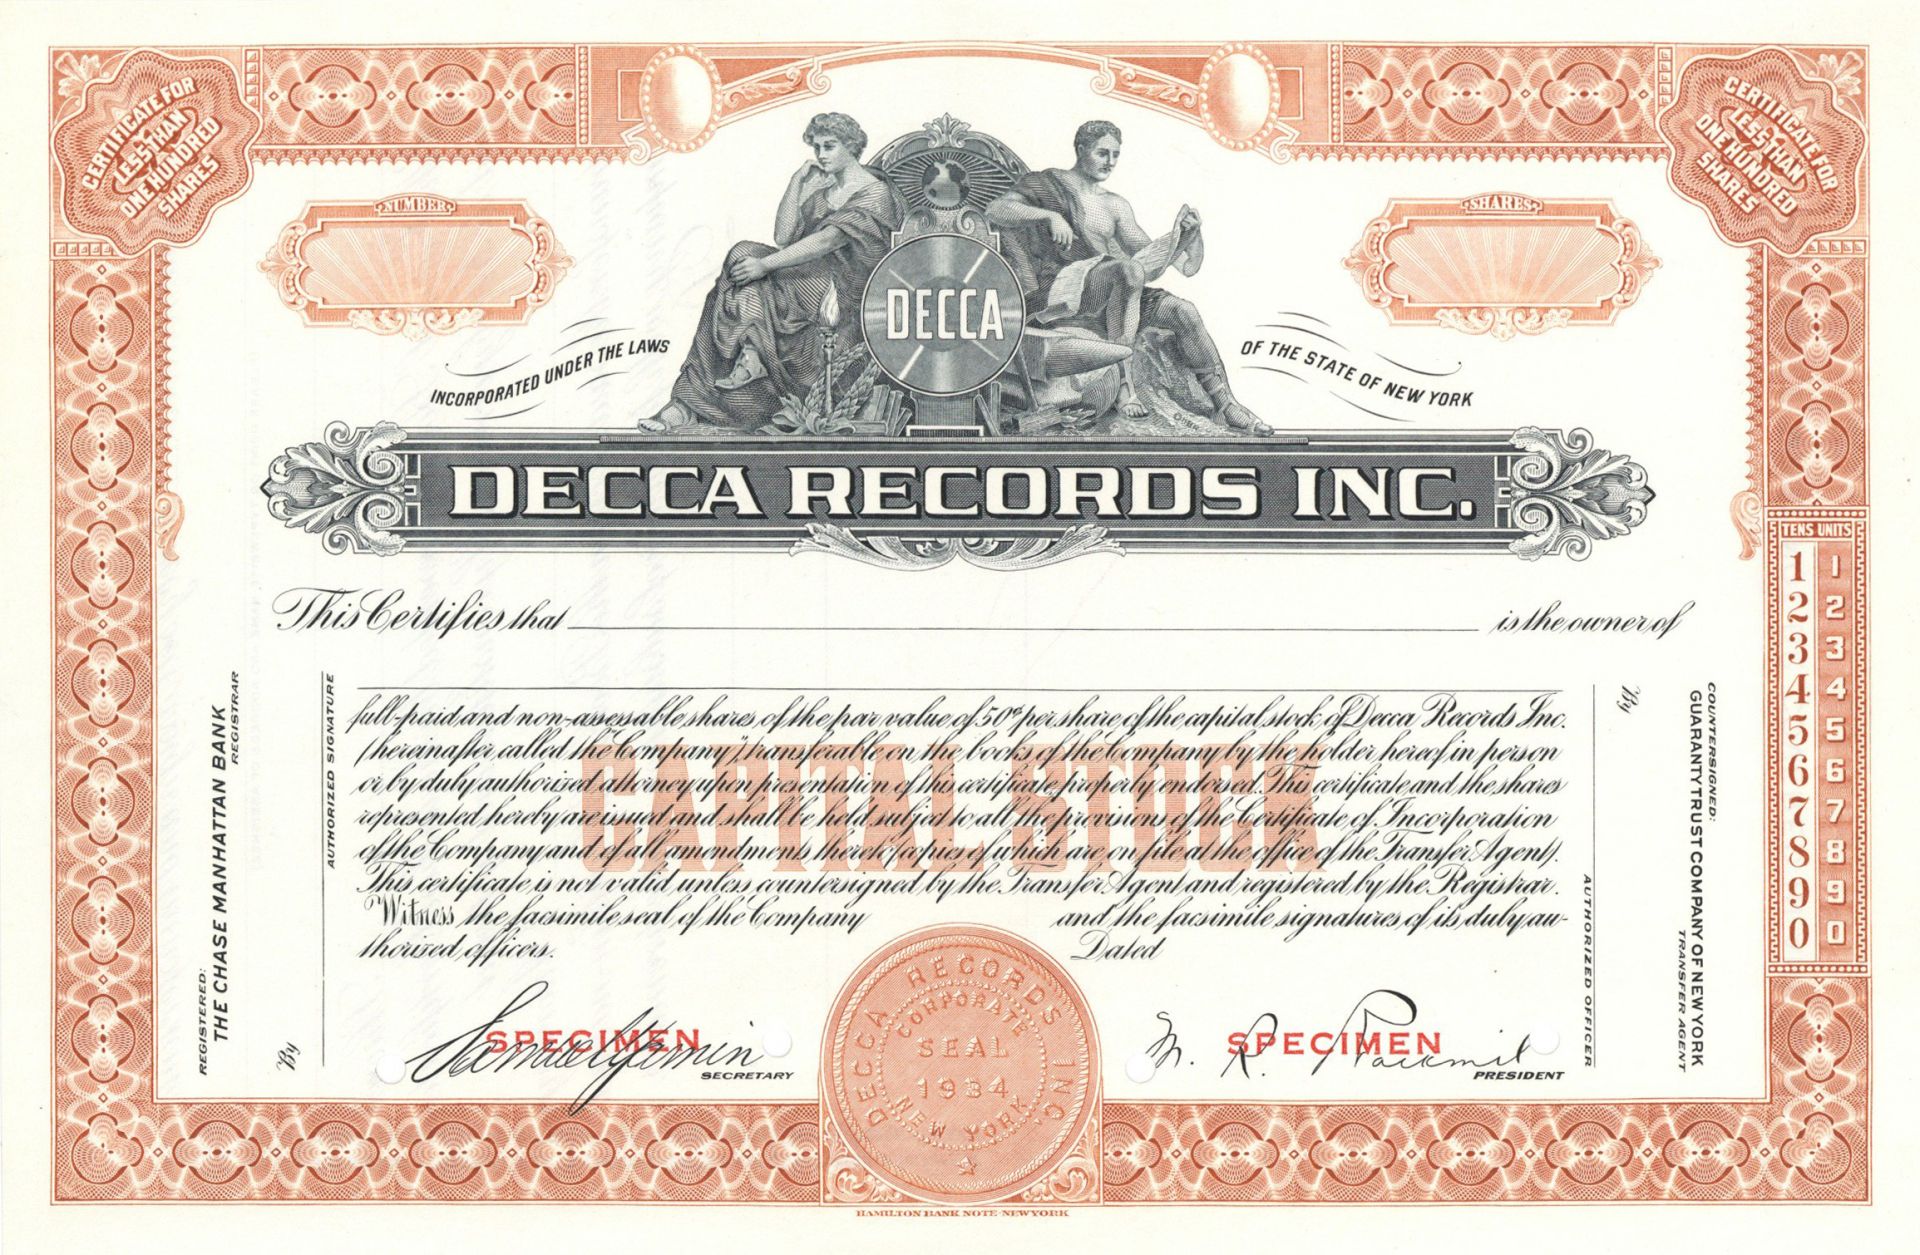 CERTIFICATE FOR
LESS THAN
ONE HUNDRED
SHARES
CERTIFICATE FOR
LESS THAN
ONE HUNDRED
SHARES
NUMBER
SHARES
DECCA
INCORPORATED UNDER THE LAWS
OF THE STATE OF NEW YORK
DECCA RECORDS INC.
TENS UNITS
1 1
2 2
3 3
4 4
5 5
6 6
7 7
8 8
9 9
0 0
This Certifies that is the owner of
full-paid and non-assessable shares of the par value of 50¢ per share of the capital stock of Decca Records Inc.
(hereinafter called the "Company"), transferable on the books of the Company by the holder hereof in person
or by duly authorized attorney upon presentation of this certificate properly endorsed. This certificate and the shares
represented hereby are issued and shall be held subject to all the provisions of the Certificate of Incorporation
of the Company and of all amendments thereto (copies of which are on file at the office of the Transfer Agent).
This certificate is not valid unless countersigned by the Transfer Agent and registered by the Registrar.
Witness the facsimile seal of the Company and the facsimile signatures of its duly au-
thorized officers. Dated
CAPITAL STOCK
REGISTERED:
THE CHASE MANHATTAN BANK
REGISTRAR
By
AUTHORIZED SIGNATURE
COUNTERSIGNED:
GUARANTY TRUST COMPANY OF NEW YORK
TRANSFER AGENT
By
AUTHORIZED OFFICER
SPECIMEN
SECRETARY
DECCA RECORDS INC.
CORPORATE
SEAL
1934
NEW YORK
SPECIMEN
M. R.
PRESIDENT
HAMILTON BANK NOTE-NEW YORK